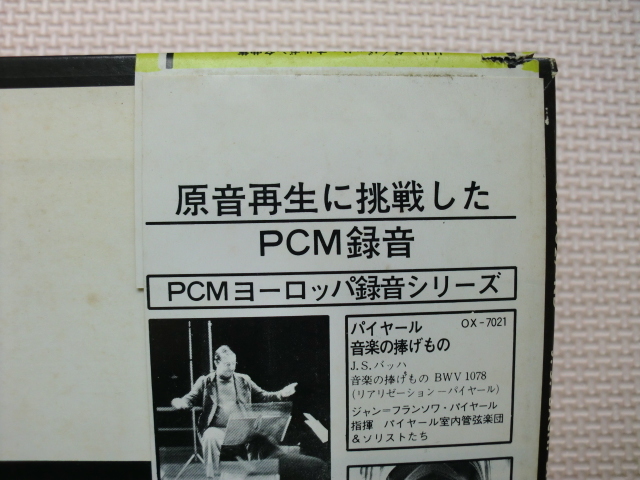 原音再生に挑戦した
PCM録音
PCMヨーロッパ録音シリーズ
パイヤール OX-7021
音楽の捧げもの
J.S.バッハ
音楽の捧げもの BWV 1078
(リアリゼーション—パイヤール)
ジャン=フランソワ・パイヤール
指揮 パイヤール室内管弦楽団
&ソリストたち